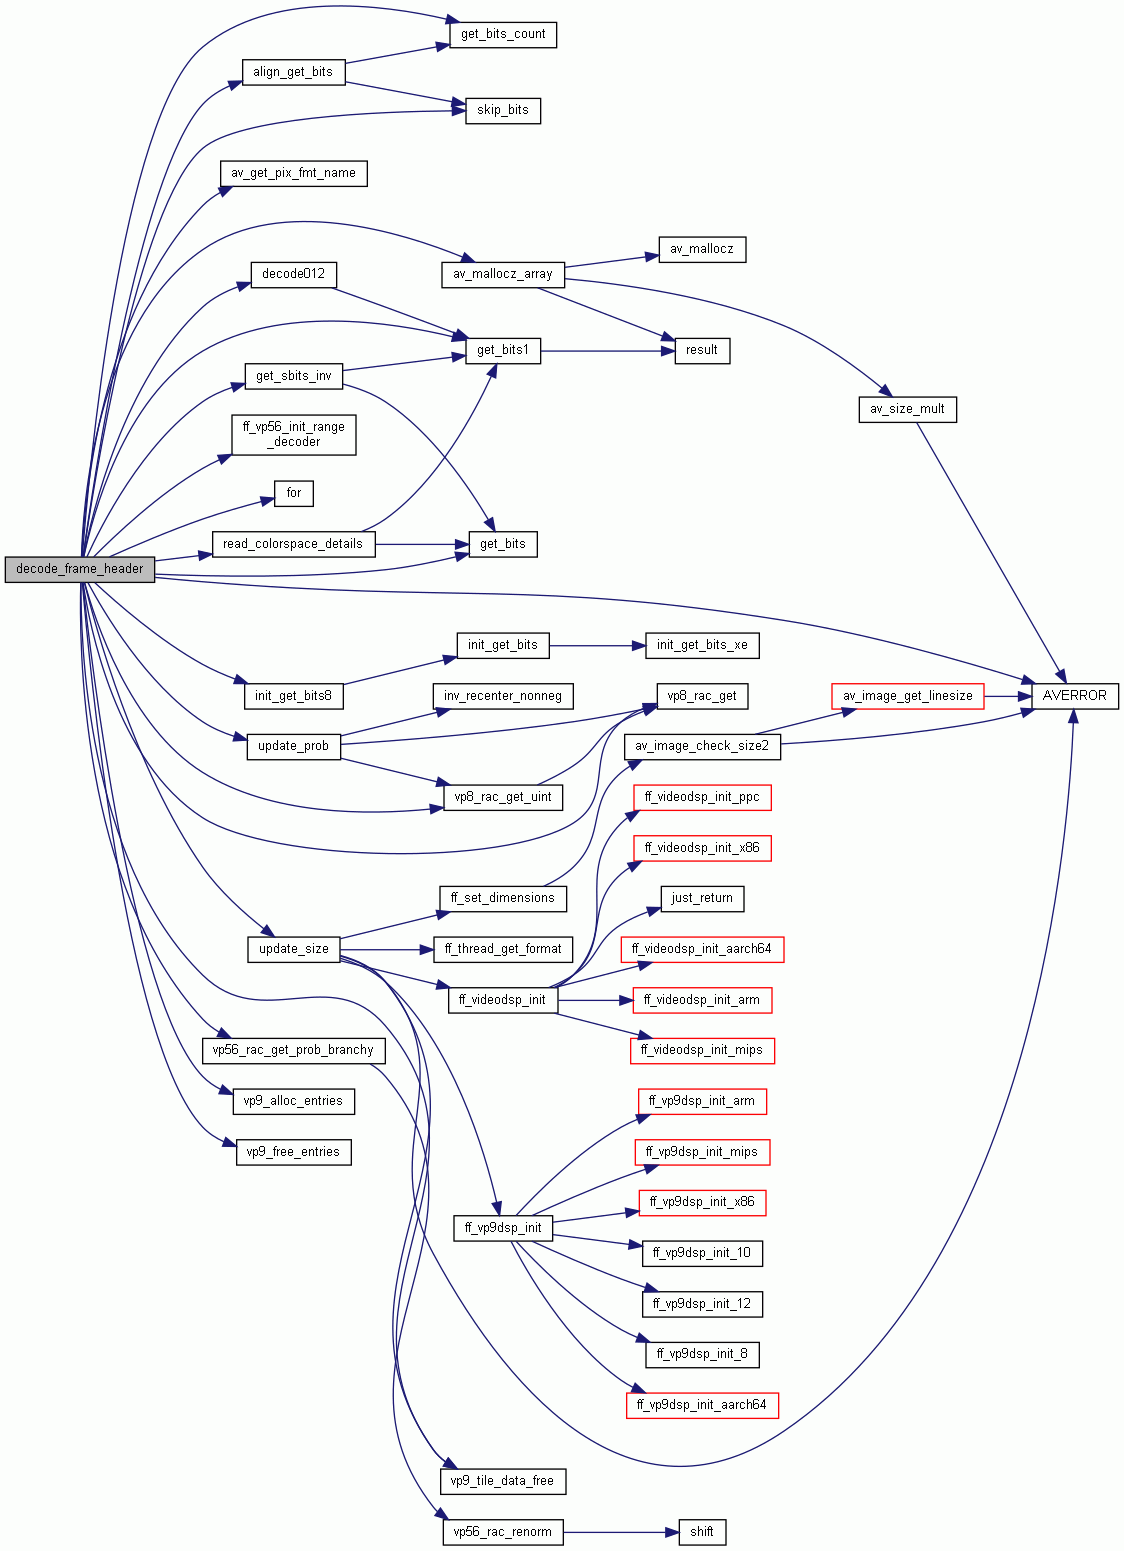 get_bits_count
align_get_bits
skip_bits
av_get_pix_fmt_name
av_mallocz
av_mallocz_array
decode012
get_bits1
result
get_sbits_inv
av_size_mult
ff_vp56_init_range
_decoder
for
read_colorspace_details
get_bits
decode_frame_header
init_get_bits
init_get_bits_xe
init_get_bits8
inv_recenter_nonneg
vp8_rac_get
av_image_get_linesize
AVERROR
update_prob
av_image_check_size2
vp8_rac_get_uint
ff_videodsp_init_ppc
ff_videodsp_init_x86
ff_set_dimensions
just_return
update_size
ff_thread_get_format
ff_videodsp_init_aarch64
ff_videodsp_init
ff_videodsp_init_arm
vp56_rac_get_prob_branchy
ff_videodsp_init_mips
vp9_alloc_entries
ff_vp9dsp_init_arm
vp9_free_entries
ff_vp9dsp_init_mips
ff_vp9dsp_init_x86
ff_vp9dsp_init
ff_vp9dsp_init_10
ff_vp9dsp_init_12
ff_vp9dsp_init_8
ff_vp9dsp_init_aarch64
vp9_tile_data_free
vp56_rac_renorm
shift